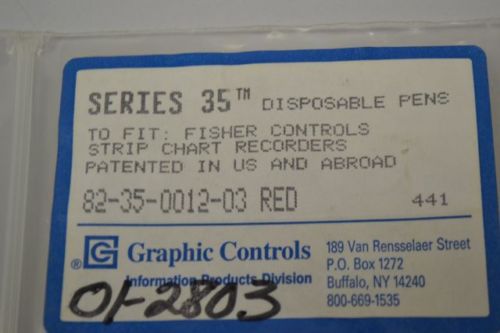 SERIES 35™ DISPOSABLE PENS
TO FIT: FISHER CONTROLS
STRIP CHART RECORDERS
PATENTED IN US AND ABROAD
82-35-0012-03 RED 441
® G Graphic Controls
Information Products Division
189 Van Rensselaer Street
P.O. Box 1272
Buffalo, NY 14240
800-669-1535
01-2803